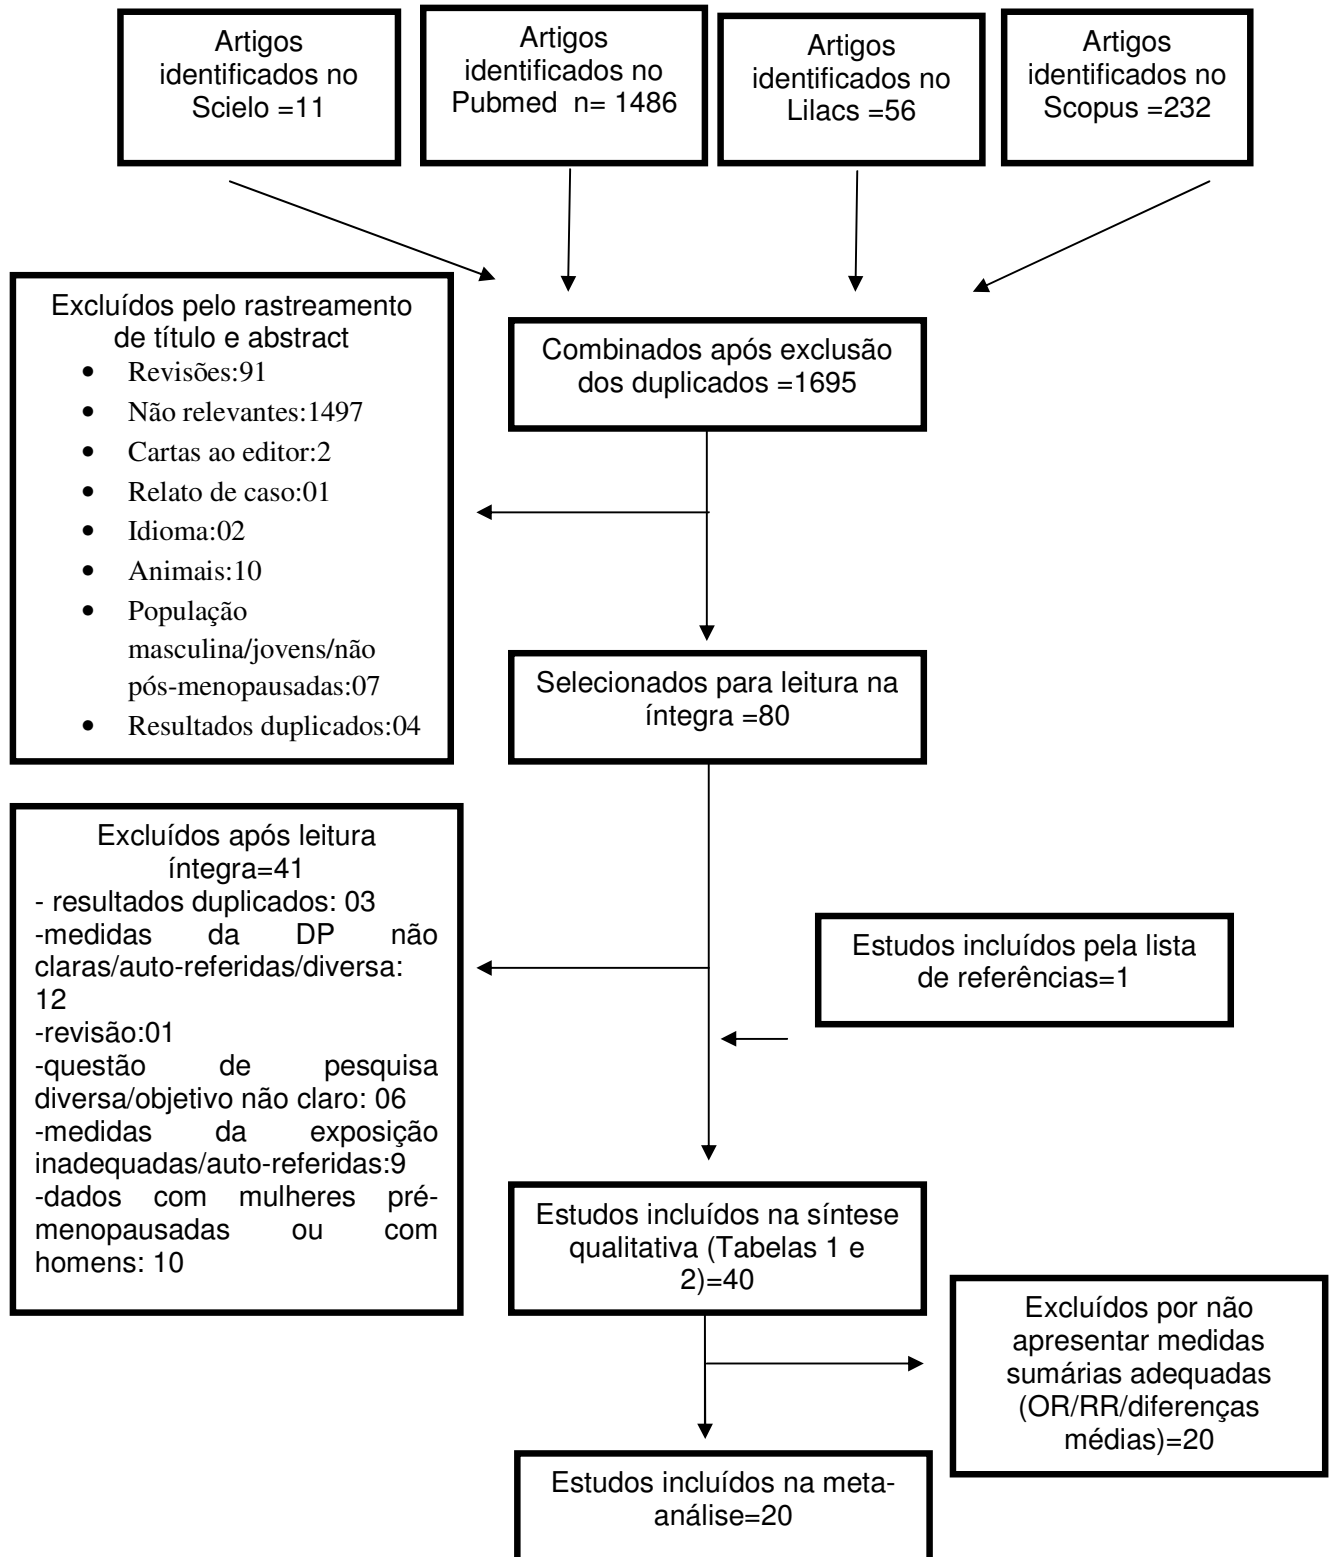 Artigos
identificados no
Scielo =11
Artigos
identificados no
Pubmed n= 1486
Artigos
identificados no
Lilacs =56
Artigos
identificados no
Scopus =232
Excluídos pelo rastreamento
de título e abstract
• Revisões:91
• Não relevantes:1497
• Cartas ao editor:2
• Relato de caso:01
• Idioma:02
• Animais:10
• População
masculina/jovens/não
pós-menopausadas:07
• Resultados duplicados:04
Combinados após exclusão
dos duplicados =1695
Selecionados para leitura na
íntegra =80
Excluídos após leitura
íntegra=41
- resultados duplicados: 03
-medidas da DP não
claras/auto-referidas/diversa:
12
-revisão:01
-questão de pesquisa
diversa/objetivo não claro: 06
-medidas da exposição
inadequadas/auto-referidas:9
-dados com mulheres pré-
menopausadas ou com
homens: 10
Estudos incluídos pela lista
de referências=1
Estudos incluídos na síntese
qualitativa (Tabelas 1 e
2)=40
Excluídos por não
apresentar medidas
sumárias adequadas
(OR/RR/diferenças
médias)=20
Estudos incluídos na meta-
análise=20